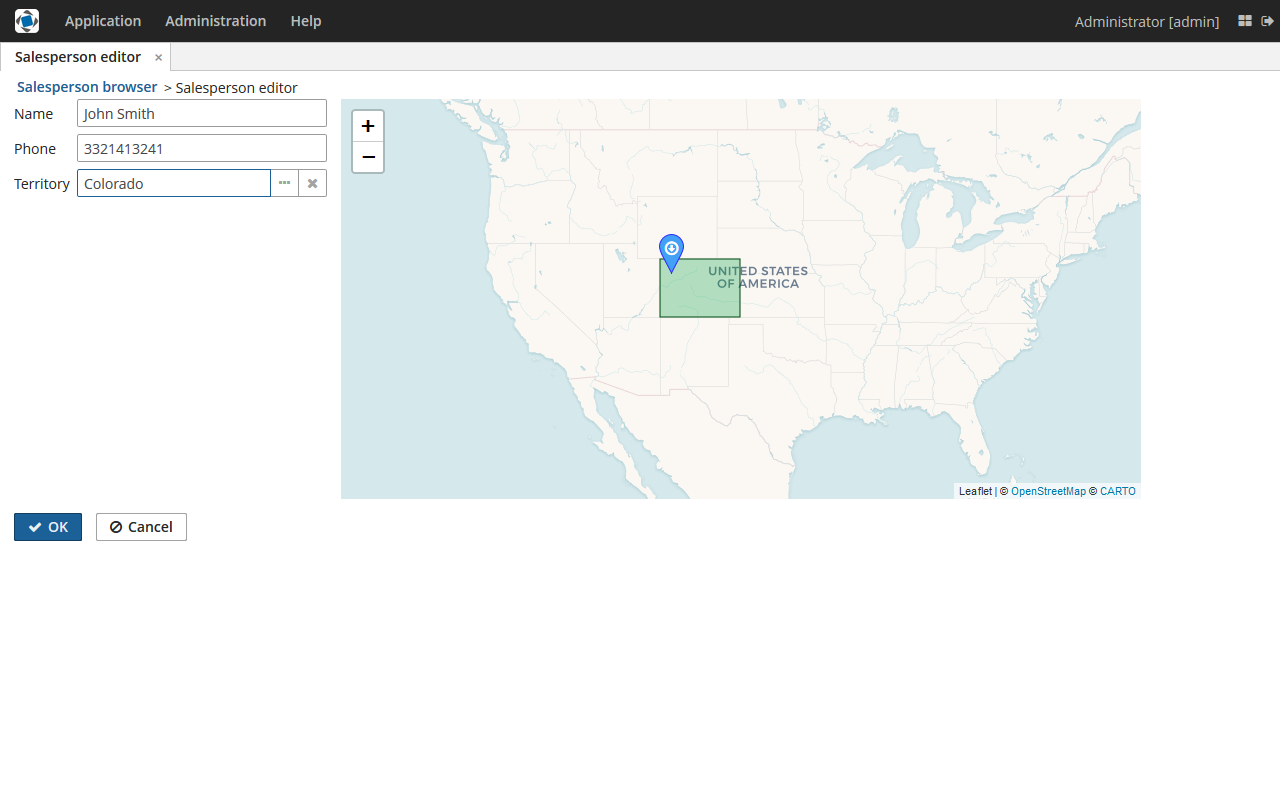 Application Administration Help Administrator [admin]
Salesperson editor ×
Salesperson browser > Salesperson editor
Name John Smith
Phone 3321413241
Territory Colorado
+
−
UNITED STATES
OF AMERICA
Leaflet | © OpenStreetMap © CARTO
OK Cancel